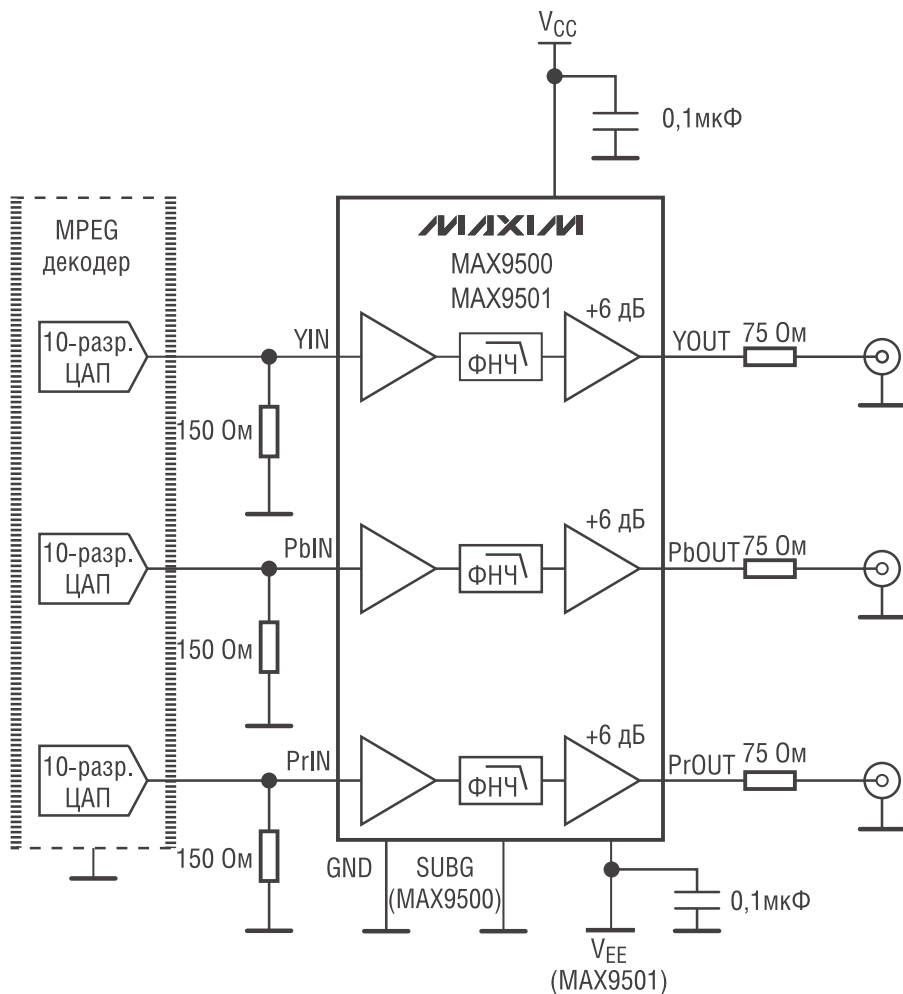 VCC
0,1мкФ
MPEG
декодер
MAXIM
MAX9500
MAX9501
10-разр.
ЦАП
YIN
ФНЧ
+6 дБ
YOUT
75 Ом
150 Ом
10-разр.
ЦАП
PbIN
ФНЧ
+6 дБ
PbOUT
75 Ом
150 Ом
10-разр.
ЦАП
PrIN
ФНЧ
+6 дБ
PrOUT
75 Ом
150 Ом
GND
SUBG
(MAX9500)
0,1мкФ
VEE
(MAX9501)